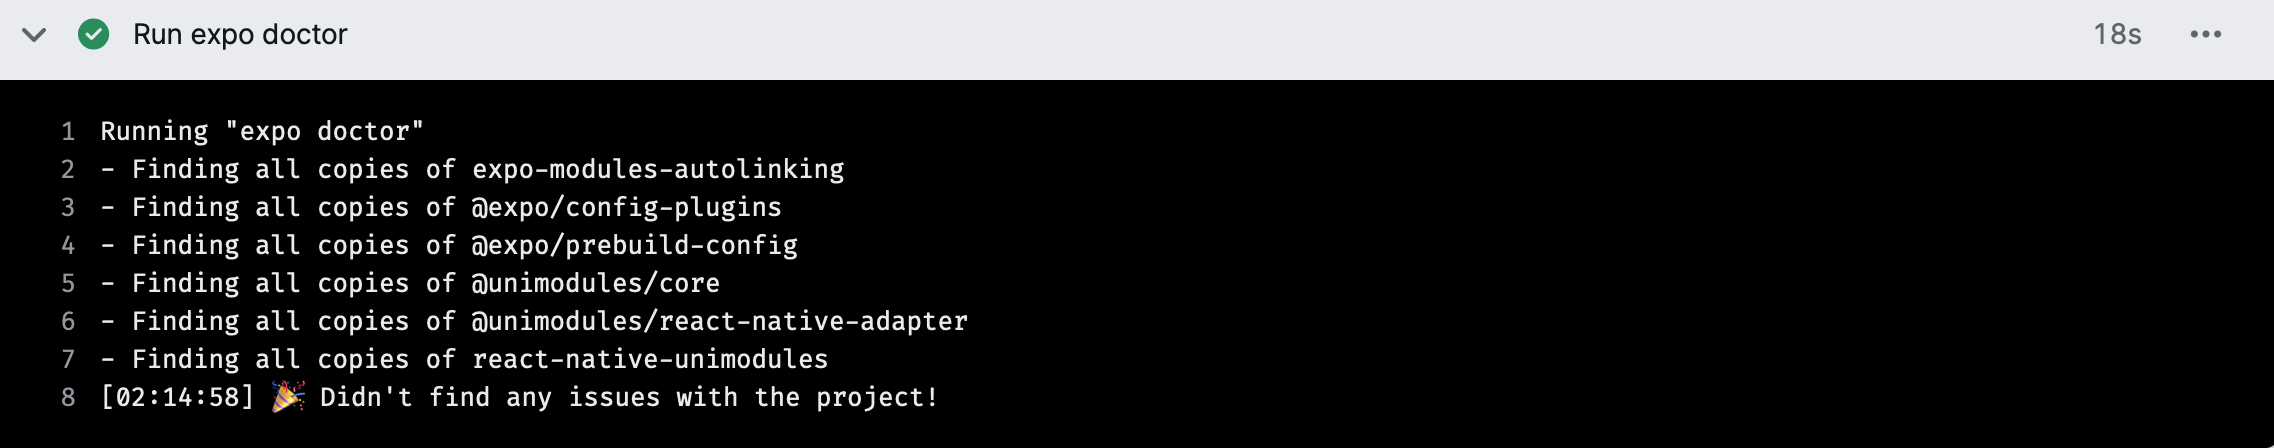 Run expo doctor 18s •••
1 Running "expo doctor"
2 - Finding all copies of expo-modules-autolinking
3 - Finding all copies of @expo/config-plugins
4 - Finding all copies of @expo/prebuild-config
5 - Finding all copies of @unimodules/core
6 - Finding all copies of @unimodules/react-native-adapter
7 - Finding all copies of react-native-unimodules
8 [02:14:58] 🎉 Didn't find any issues with the project!